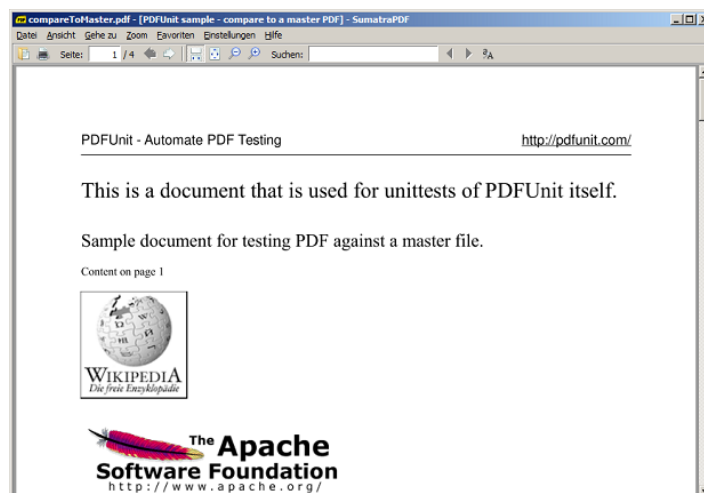 compareToMaster.pdf - [PDFUnit sample - compare to a master PDF] - SumatraPDF
Datei Ansicht Gehe zu Zoom Favoriten Einstellungen Hilfe
Seite: 1 / 4 Suchen:
PDFUnit - Automate PDF Testing http://pdfunit.com/
This is a document that is used for unittests of PDFUnit itself.
Sample document for testing PDF against a master file.
Content on page 1
WIKIPEDIA
Die freie Enzyklopädie
The Apache
Software Foundation
http://www.apache.org/